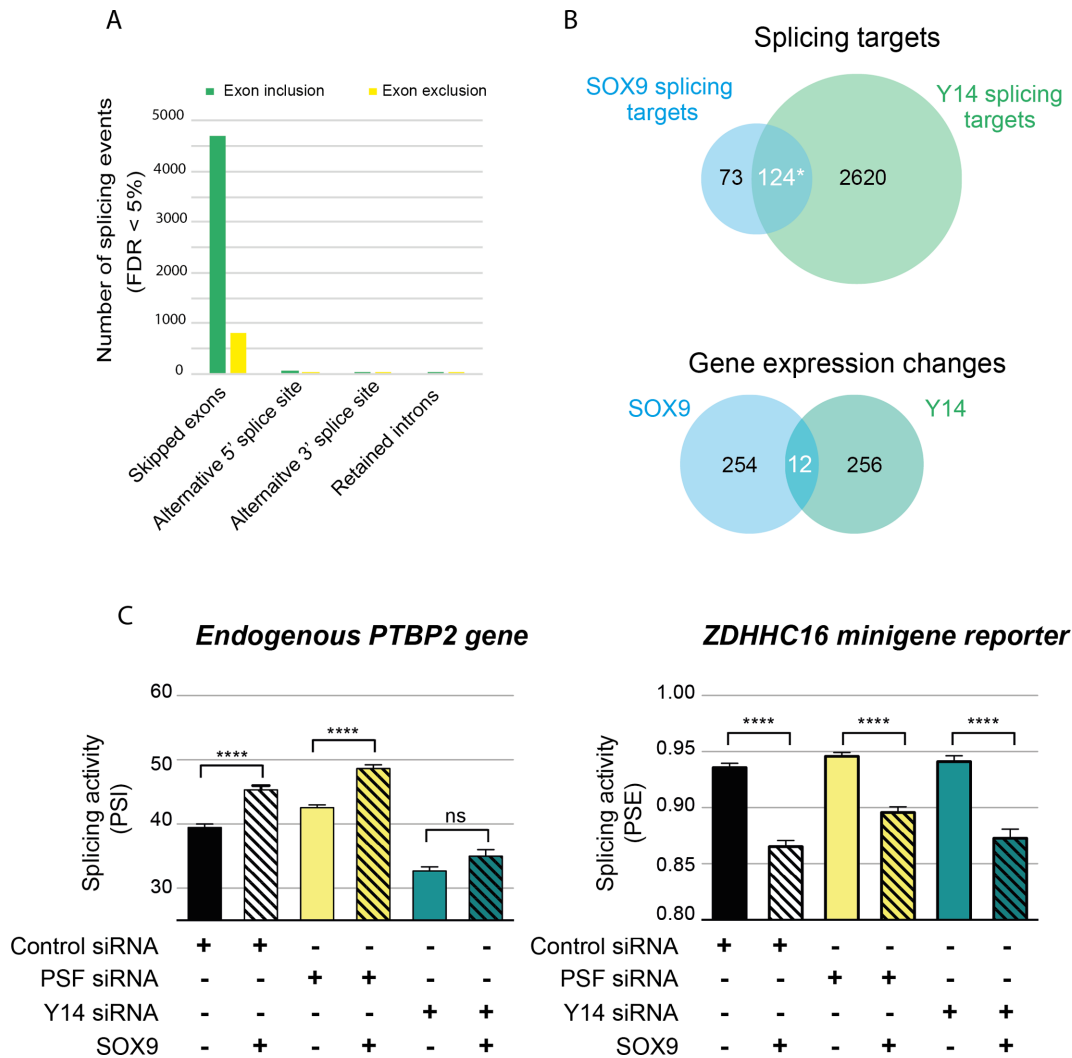 A
Exon inclusion
Exon exclusion
Number of splicing events
(FDR < 5%)
5000
4000
3000
2000
1000
0
Skipped exons
Alternative 5' splice site
Alternaitve 3' splice site
Retained introns
B
Splicing targets
SOX9 splicing
targets
Y14 splicing
targets
73
124*
2620
Gene expression changes
SOX9
Y14
254
12
256
C
Endogenous PTBP2 gene
Splicing activity
(PSI)
60
50
40
30
****
****
ns
Control siRNA + + - - - -
PSF siRNA - - + + - -
Y14 siRNA - - - - + +
SOX9 - + - + - +
ZDHHC16 minigene reporter
Splicing activity
(PSE)
1.00
0.95
0.90
0.85
0.80
****
****
****
Control siRNA + + - - - -
PSF siRNA - - + + - -
Y14 siRNA - - - - + +
SOX9 - + - + - +